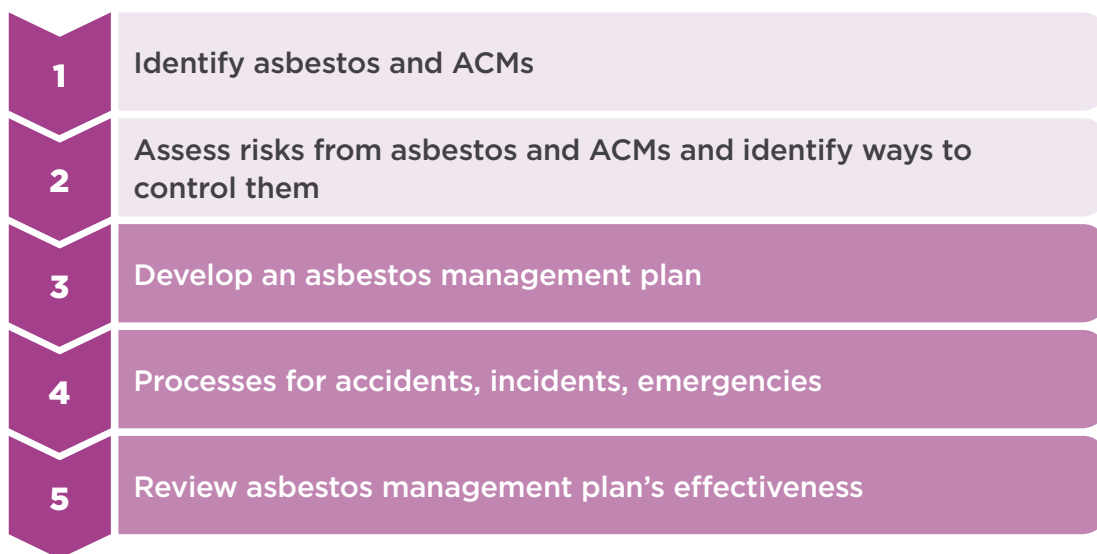 1
Identify asbestos and ACMs
2
Assess risks from asbestos and ACMs and identify ways to
control them
3
Develop an asbestos management plan
4
Processes for accidents, incidents, emergencies
5
Review asbestos management plan’s effectiveness